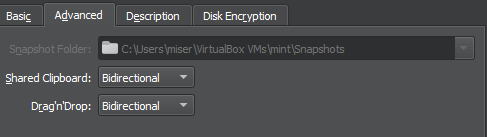 Basic Advanced Description Disk Encryption
Snapshot Folder: C:\Users\miser\VirtualBox VMs\mint\Snapshots
Shared Clipboard: Bidirectional
Drag'n'Drop: Bidirectional